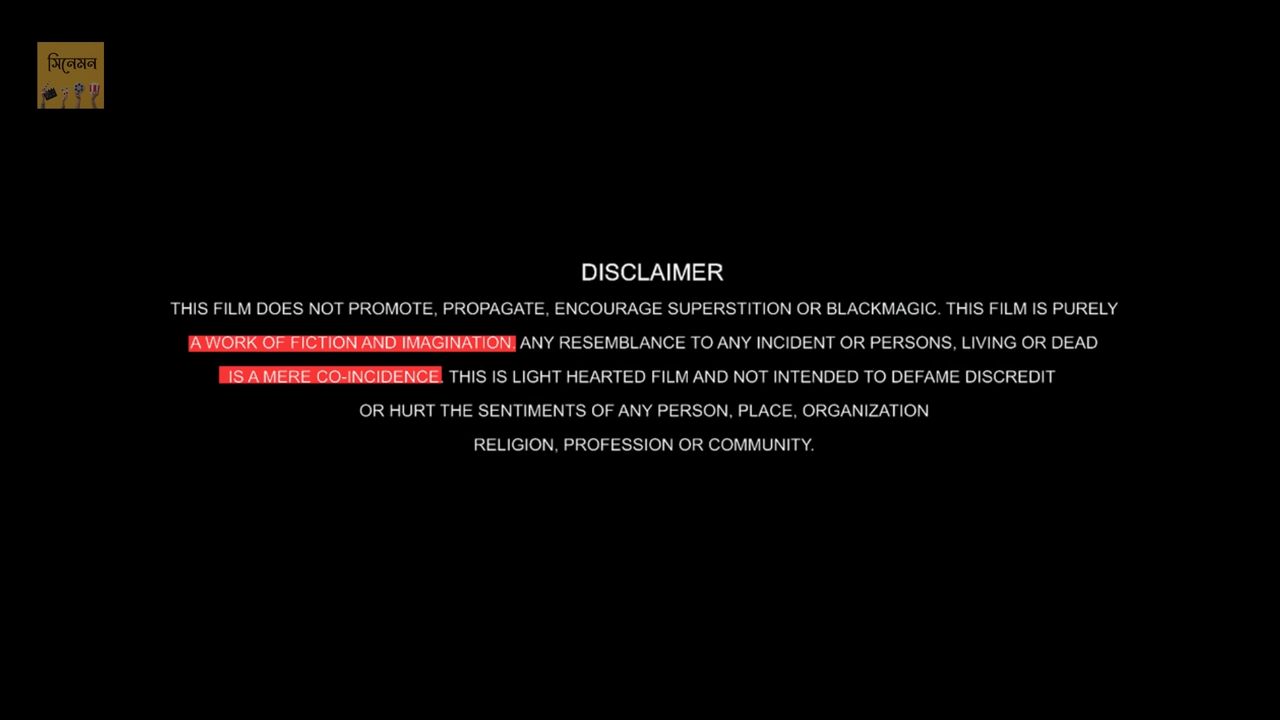 সিনেমন
DISCLAIMER
THIS FILM DOES NOT PROMOTE, PROPAGATE, ENCOURAGE SUPERSTITION OR BLACKMAGIC. THIS FILM IS PURELY
A WORK OF FICTION AND IMAGINATION. ANY RESEMBLANCE TO ANY INCIDENT OR PERSONS, LIVING OR DEAD
IS A MERE CO-INCIDENCE. THIS IS LIGHT HEARTED FILM AND NOT INTENDED TO DEFAME DISCREDIT
OR HURT THE SENTIMENTS OF ANY PERSON, PLACE, ORGANIZATION
RELIGION, PROFESSION OR COMMUNITY.